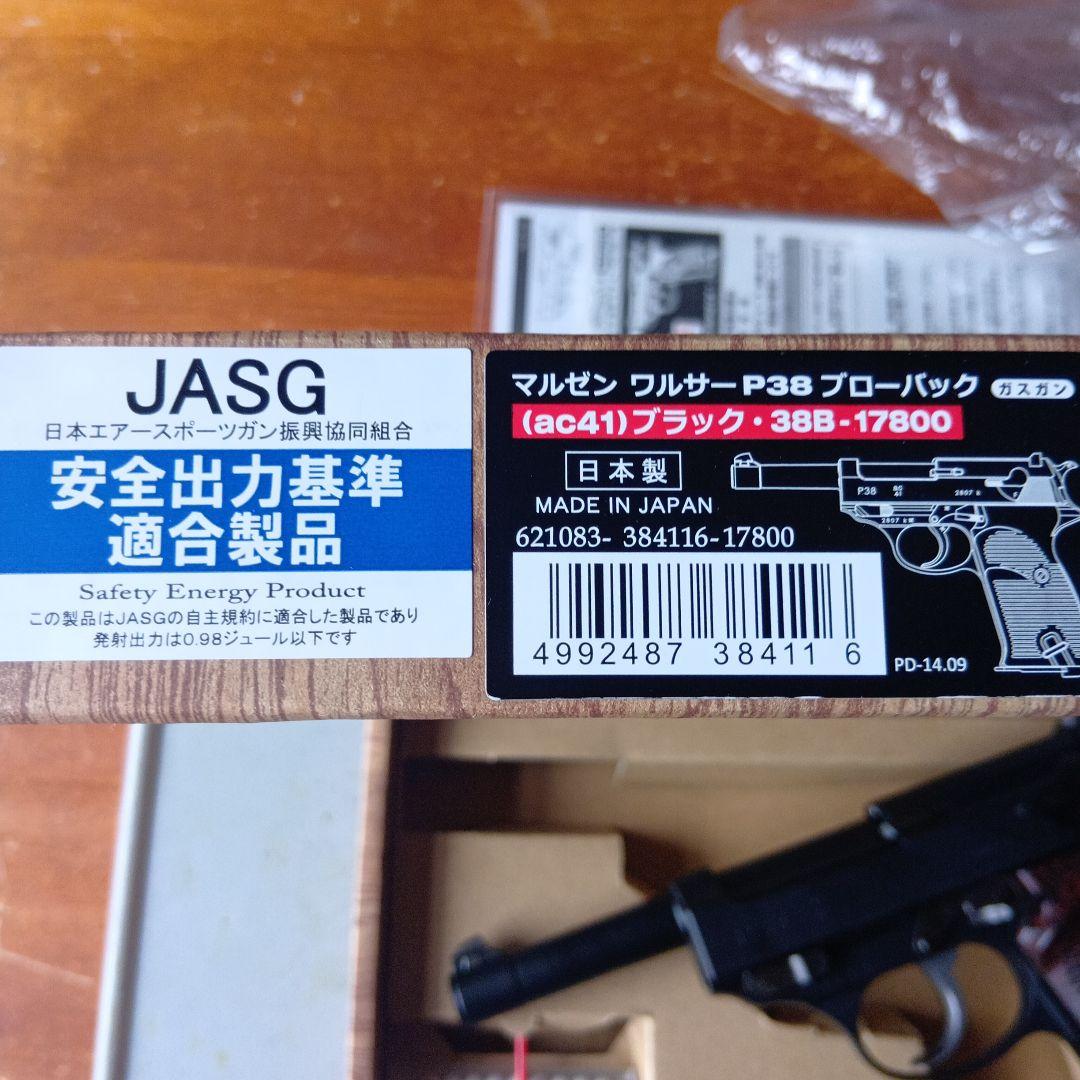 JASG
日本エアースポーツガン振興協同組合
安全出力基準
適合製品
Safety Energy Product
この製品はJASGの自主規約に適合した製品であり
発射出力は0.98ジュール以下です
マルゼン ワルサーP38 ブローバック ガスガン
(ac41)ブラック・38B-17800
日本製
MADE IN JAPAN
621083- 384116-17800
P38 ac 41 2807 k
2807 k
4992487 38411 6
PD-14.09